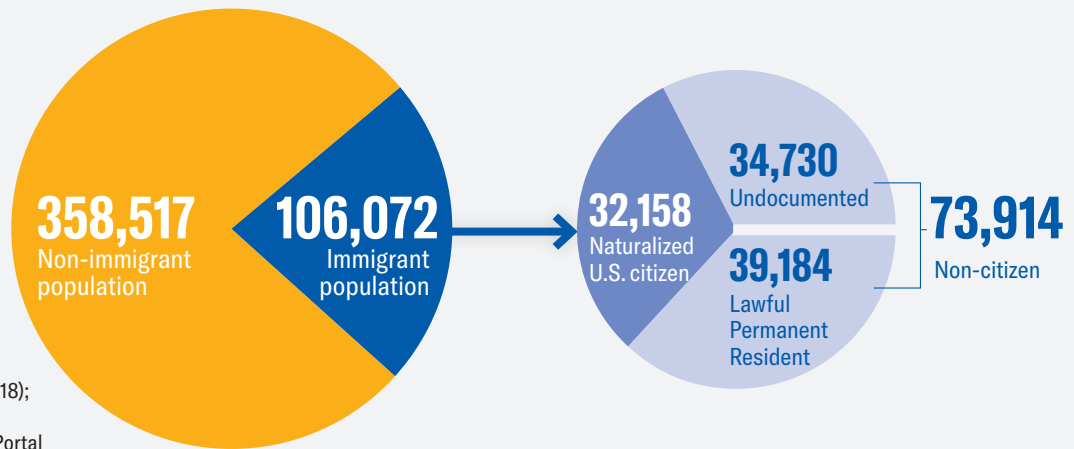 358,517
Non-immigrant
population
106,072
Immigrant
population
32,158
Naturalized
U.S. citizen
34,730
Undocumented
39,184
Lawful
Permanent
Resident
73,914
Non-citizen
18);
Portal